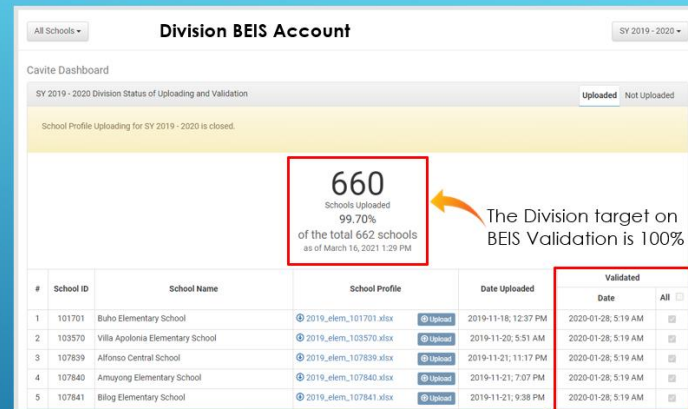 All Schools
Division BEIS Account
SY 2019 - 2020
Cavite Dashboard
SY 2019 - 2020 Division Status of Uploading and Validation
Uploaded Not Uploaded
School Profile Uploading for SY 2019 - 2020 is closed.
660
Schools Uploaded
99.70%
of the total 662 schools
as of March 16, 2021 1:29 PM
The Division target on
BEIS Validation is 100%
# School ID School Name School Profile Date Uploaded Validated
Date All
1 101701 Buho Elementary School 2019_elem_101701.xlsx Upload 2019-11-18; 12:37 PM 2020-01-28; 5:19 AM
2 103570 Villa Apolonia Elementary School 2019_elem_103570.xlsx Upload 2019-11-20; 5:51 AM 2020-01-28; 5:19 AM
3 107839 Alfonso Central School 2019_elem_107839.xlsx Upload 2019-11-21; 11:17 PM 2020-01-28; 5:19 AM
4 107840 Amuyong Elementary School 2019_elem_107840.xlsx Upload 2019-11-21; 7:07 PM 2020-01-28; 5:19 AM
5 107841 Bilog Elementary School 2019_elem_107841.xlsx Upload 2019-11-21; 9:38 PM 2020-01-28; 5:19 AM